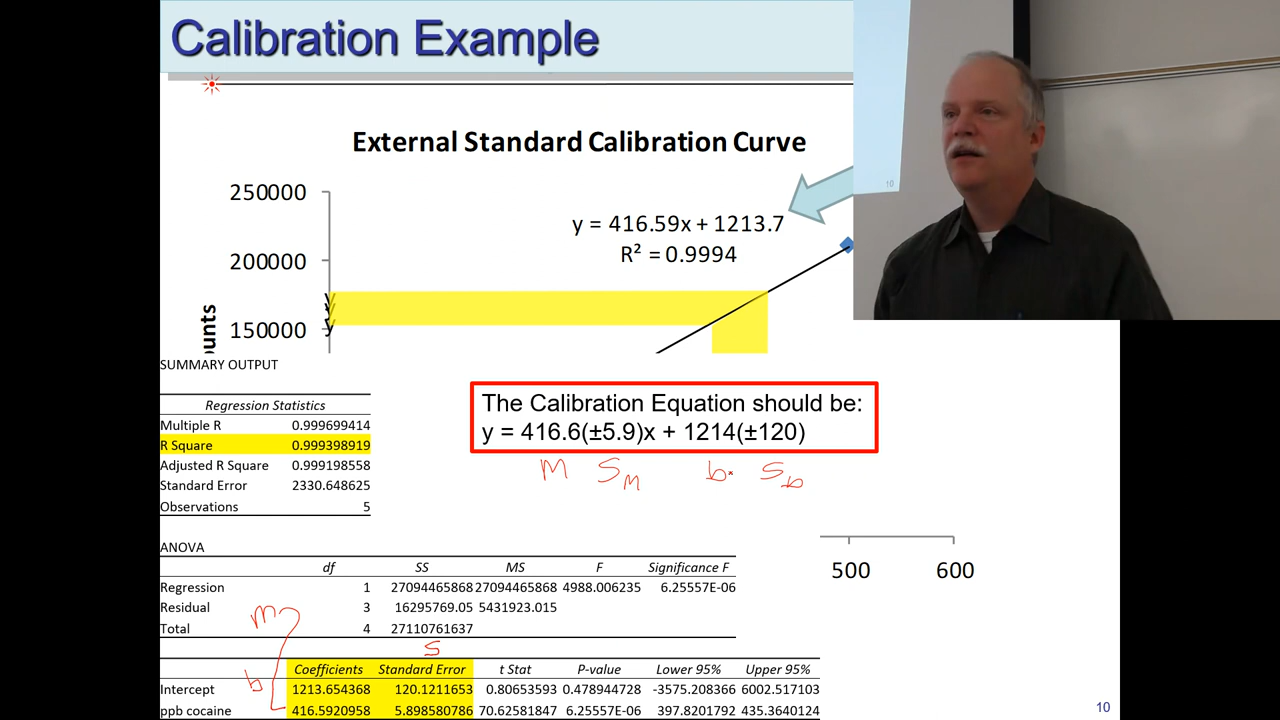 Calibration Example
External Standard Calibration Curve
250000
y = 416.59x + 1213.7
R² = 0.9994
200000
150000
unts
10
SUMMARY OUTPUT
Regression Statistics
Multiple R 0.999699414
R Square 0.999398919
Adjusted R Square 0.999198558
Standard Error 2330.648625
Observations 5
The Calibration Equation should be:
y = 416.6(±5.9)x + 1214(±120)
m Sm b Sb
500 600
ANOVA
df SS MS F Significance F
Regression 1 27094465868 27094465868 4988.006235 6.25557E-06
Residual 3 16295769.05 5431923.015
Total 4 27110761637
m
s
b
Coefficients Standard Error t Stat P-value Lower 95% Upper 95%
Intercept 1213.654368 120.1211653 0.80653593 0.478944728 -3575.208366 6002.517103
ppb cocaine 416.5920958 5.898580786 70.62581847 6.25557E-06 397.8201792 435.3640124
10